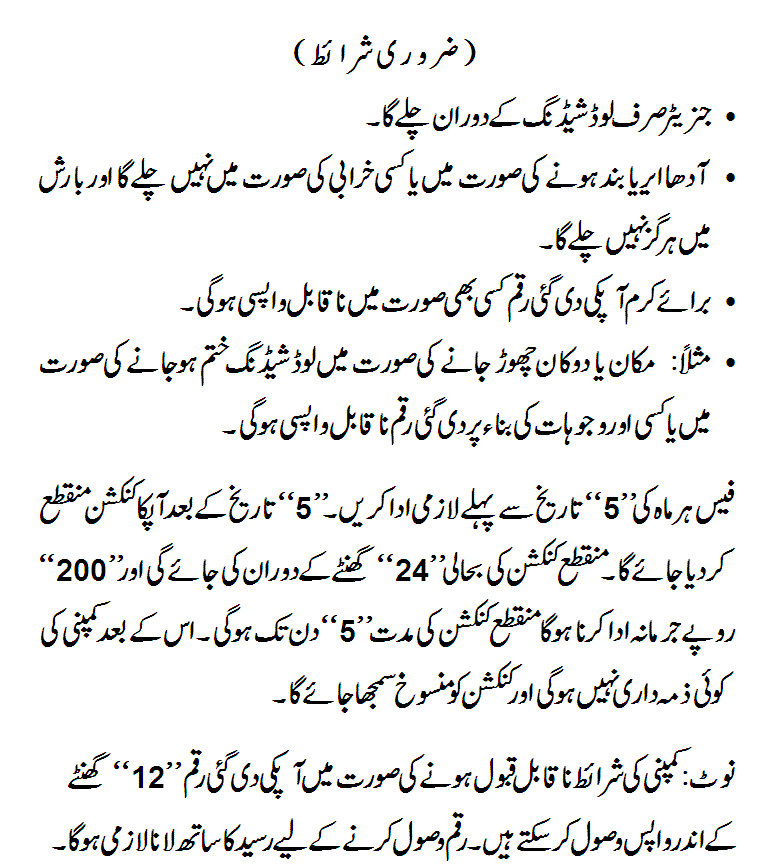 (ضروری شرائط)
• جنریٹر صرف لوڈشیڈنگ کے دوران چلے گا۔
• آدھا ایریا بند ہونے کی صورت میں یا کسی خرابی کی صورت میں نہیں چلے گا اور بارش
میں ہرگز نہیں چلے گا۔
• برائے کرم آپکی دی گئی رقم کسی بھی صورت میں ناقابل واپسی ہوگی۔
• مثلاً: مکان یا دوکان چھوڑ جانے کی صورت میں لوڈشیڈنگ ختم ہوجانے کی صورت
میں یا کسی اور وجوہات کی بناء پر دی گئی رقم ناقابل واپسی ہوگی۔
فیس ہر ماہ کی ’’5‘‘ تاریخ سے پہلے لازمی ادا کریں۔ ’’5‘‘ تاریخ کے بعد آپکا کنکشن منقطع
کردیا جائے گا۔ منقطع کنکشن کی بحالی ’’24‘‘ گھنٹے کے دوران کی جائے گی اور ’’200‘‘
روپے جرمانہ ادا کرنا ہوگا منقطع کنکشن کی مدت ’’5‘‘ دن تک ہوگی۔ اس کے بعد کمپنی کی
کوئی ذمہ داری نہیں ہوگی اور کنکشن کو منسوخ سمجھا جائے گا۔
نوٹ: کمپنی کی شرائط ناقابل قبول ہونے کی صورت میں آپکی دی گئی رقم ’’12‘‘ گھنٹے
کے اندر واپس وصول کرسکتے ہیں۔ رقم وصول کرنے کے لیے رسید کا ساتھ لانا لازمی ہوگا۔